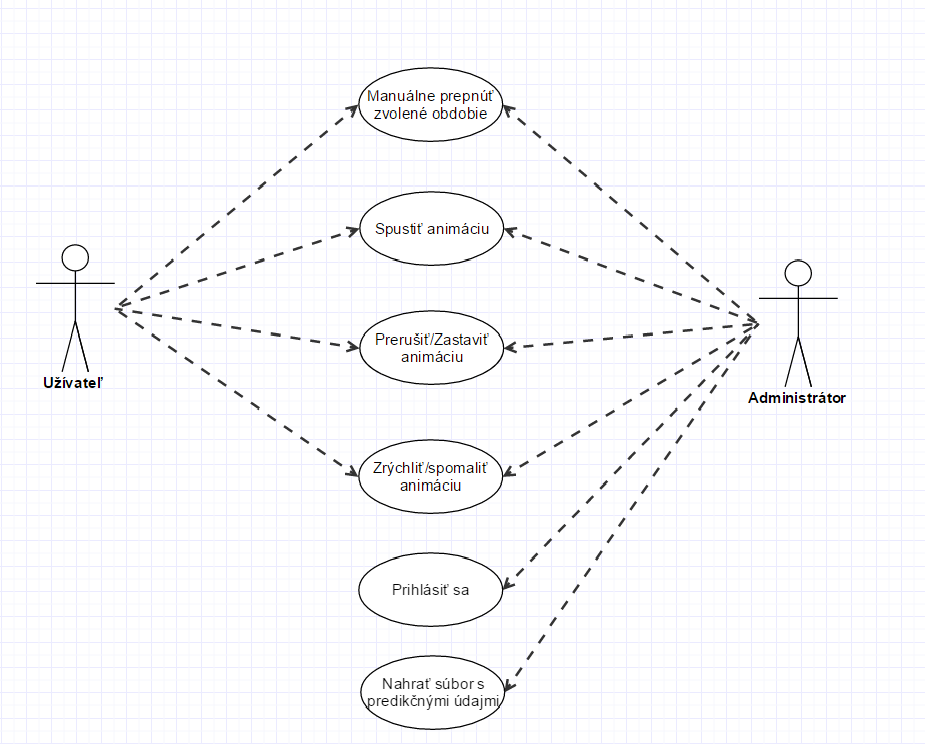 Manuálne prepnúť
zvolené obdobie
Spustiť animáciu
Prerušiť/Zastaviť
animáciu
Užívateľ
Administrátor
Zrýchliť/spomaliť
animáciu
Prihlásiť sa
Nahrať súbor s
predikčnými údajmi